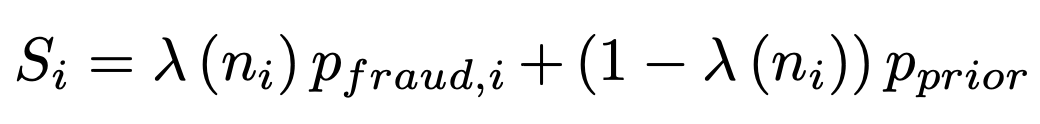 S_i = λ (n_i) p_{fraud,i} + (1 − λ (n_i)) p_{prior}